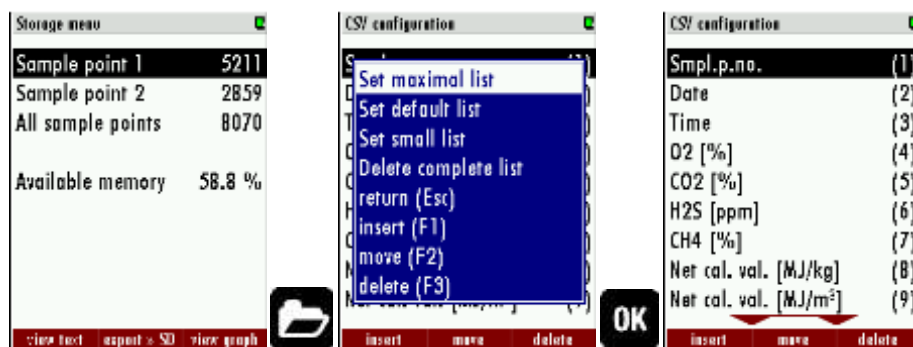 Storage menu
Sample point 1 5211
Sample point 2 2859
All sample points 8070
Available memory 58.8 %
view text export » SD view graph
CSV configuration
Set maximal list
Set default list
Set small list
Delete complete list
return (Esc)
insert (F1)
move (F2)
delete (F3)
insert move delete
OK
CSV configuration
Smpl.p.no. (1)
Date (2)
Time (3)
O2 [%] (4)
CO2 [%] (5)
H2S [ppm] (6)
CH4 [%] (7)
Net cal. val. [MJ/kg] (8)
Net cal. val. [MJ/m³] (9)
insert move delete